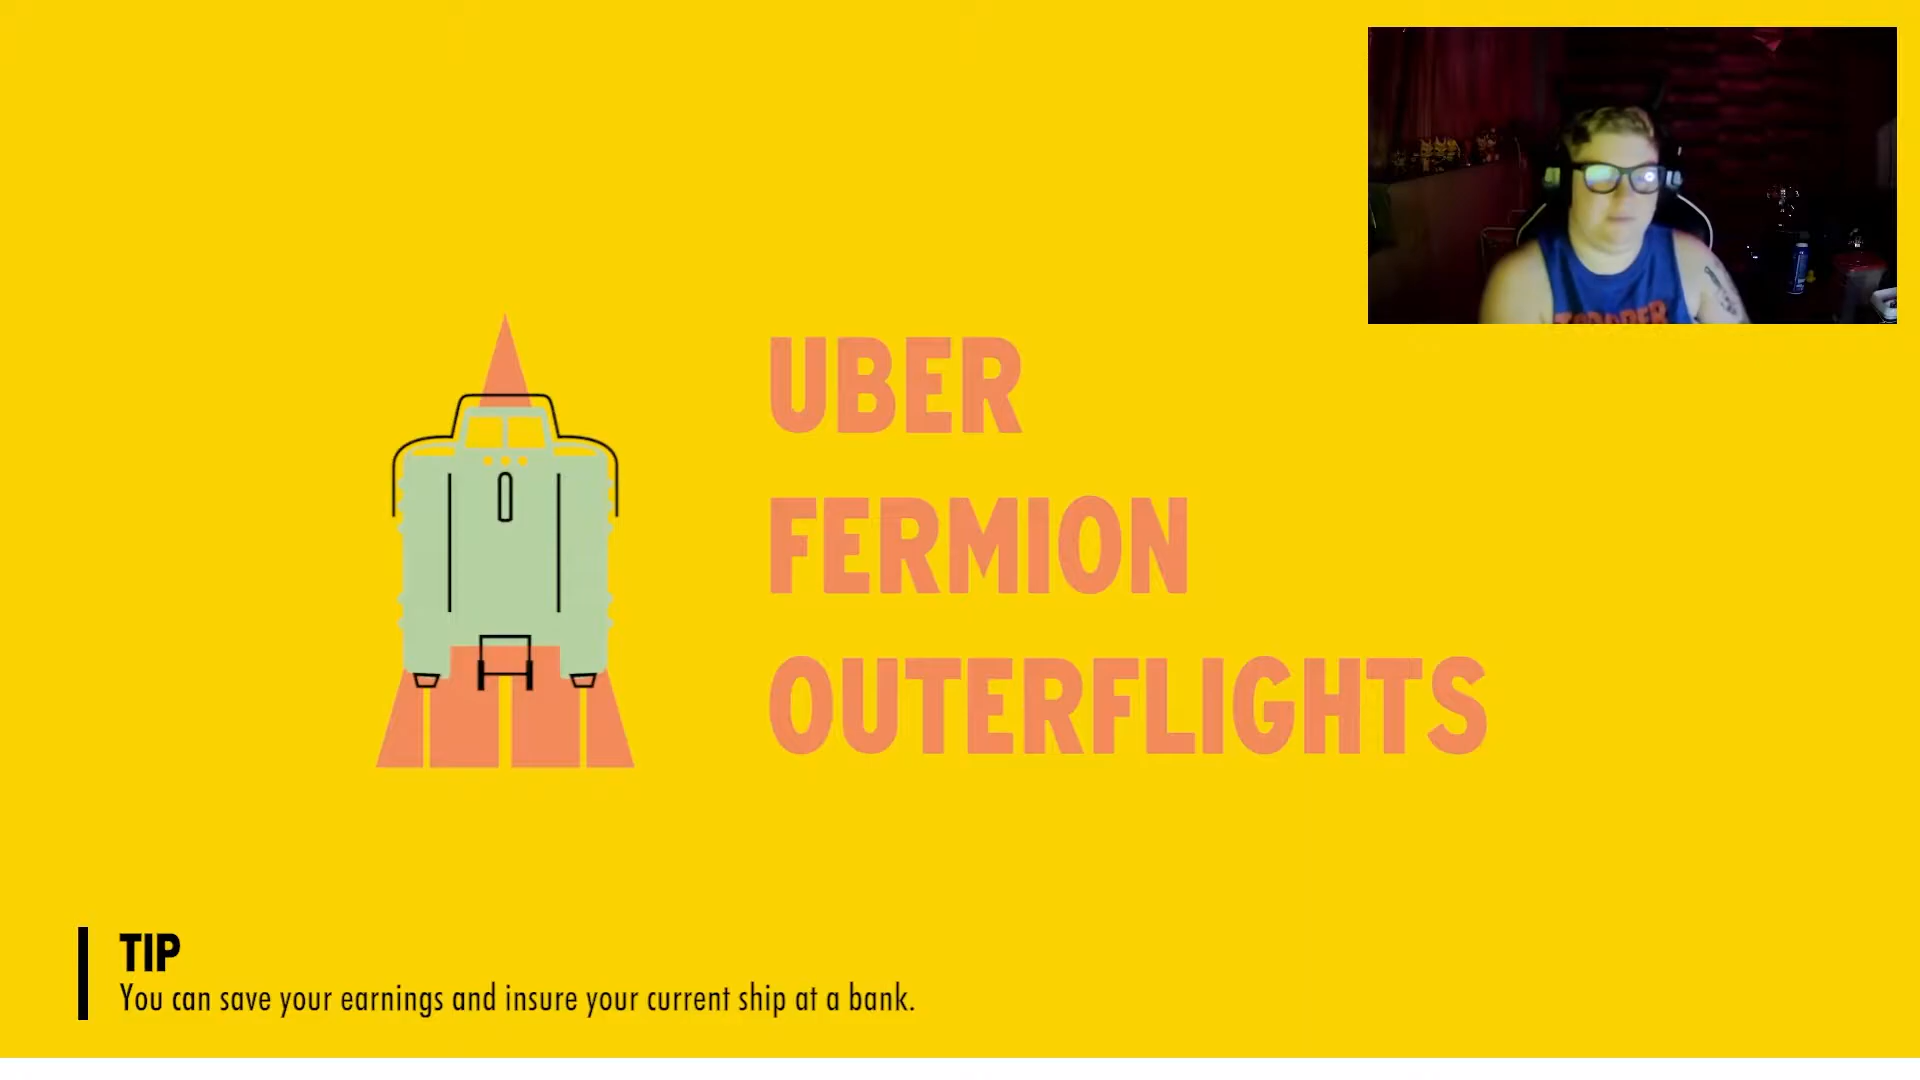 UBER
FERMION
OUTERFLIGHTS
TIP
You can save your earnings and insure your current ship at a bank.